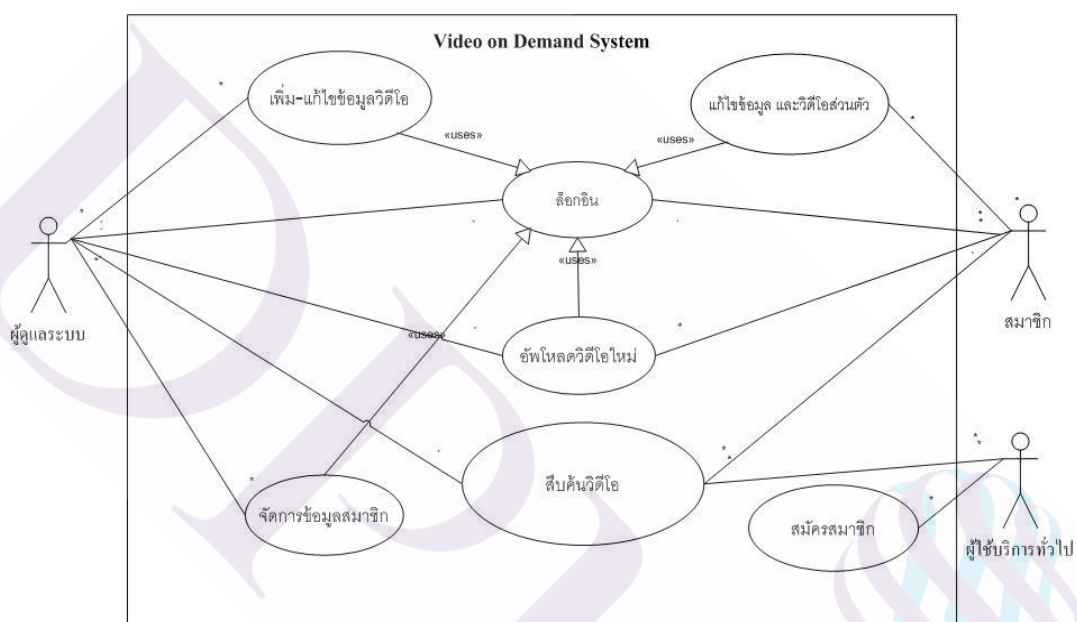 Video on Demand System
เพิ่ม-แก้ไขข้อมูลวิดีโอ
แก้ไขข้อมูล และวิดีโอส่วนตัว
«uses»
«uses»
ล็อกอิน
«uses»
ผู้ดูแลระบบ
สมาชิก
«uses»
อัพโหลดวิดีโอใหม่
สืบค้นวิดีโอ
จัดการข้อมูลสมาชิก
สมัครสมาชิก
ผู้ใช้บริการทั่วไป